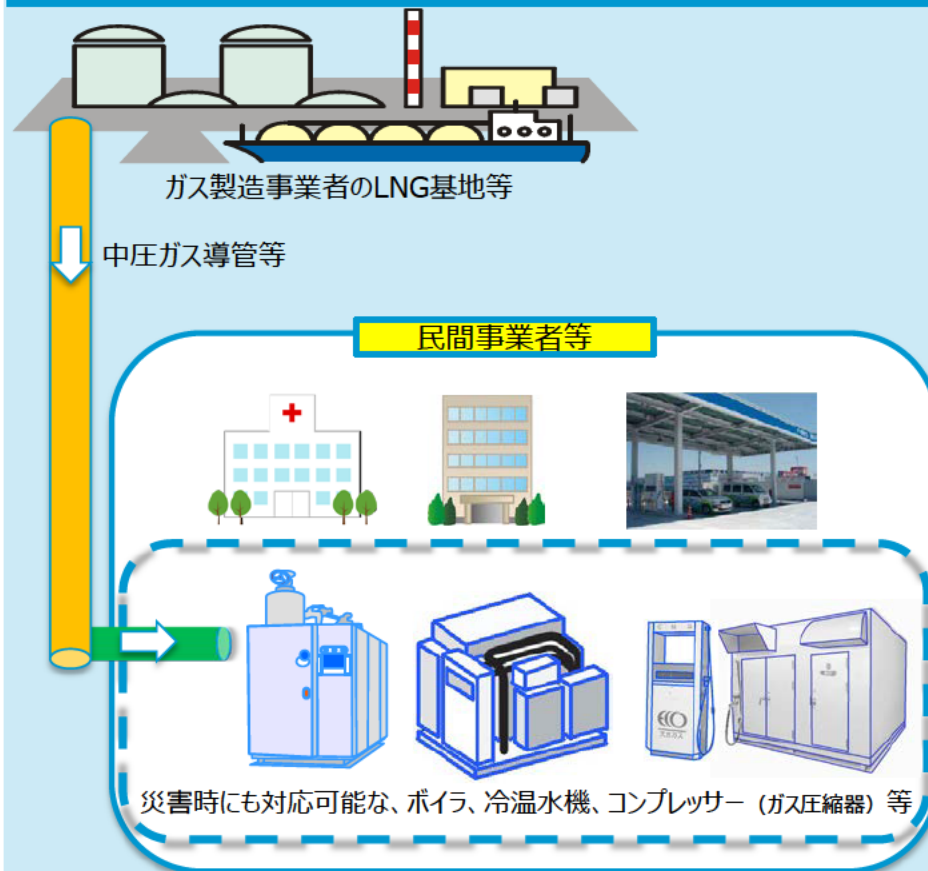 ガス製造事業者のLNG基地等
中圧ガス導管等
民間事業者等
ECO
災害時にも対応可能な、ボイラ、冷温水機、コンプレッサー（ガス圧縮器）等